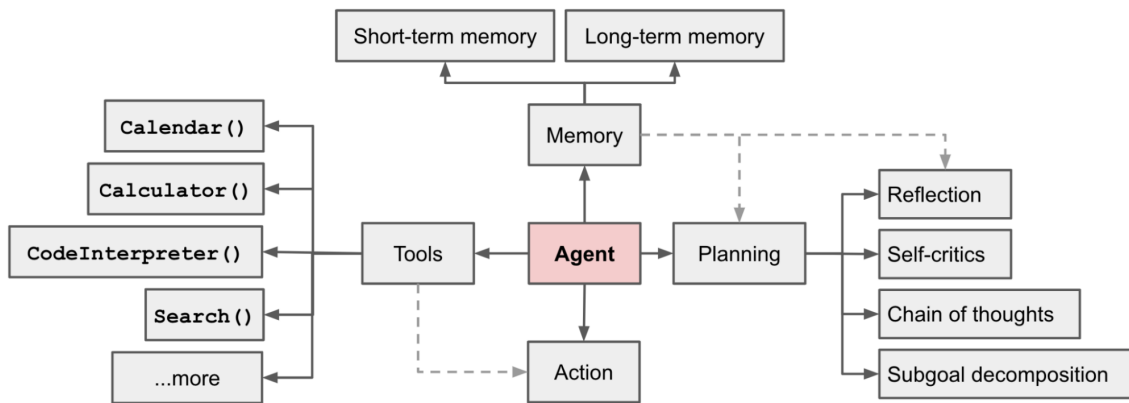 Short-term memory
Long-term memory
Calendar()
Memory
Calculator()
Reflection
CodeInterpreter()
Tools
Agent
Planning
Self-critics
Search()
Chain of thoughts
...more
Action
Subgoal decomposition